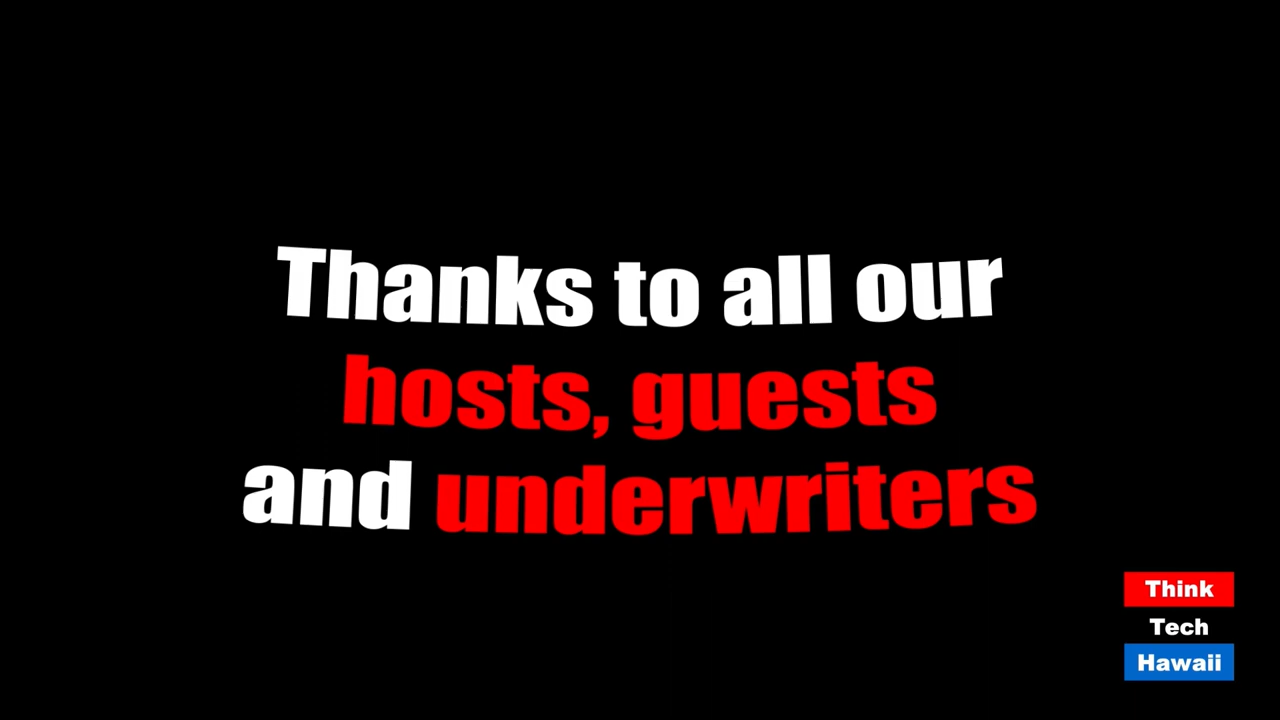 Thanks to all our
hosts, guests
and underwriters
Think
Tech
Hawaii